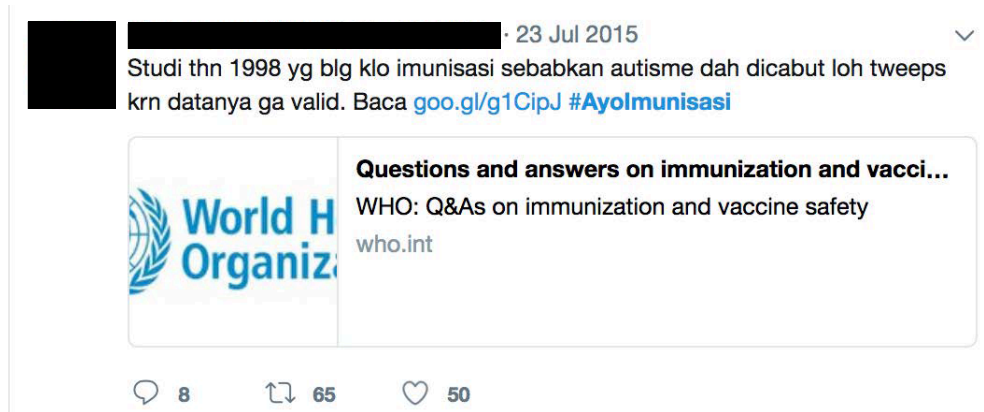 · 23 Jul 2015
Studi thn 1998 yg blg klo imunisasi sebabkan autisme dah dicabut loh tweeps
krn datanya ga valid. Baca goo.gl/g1CipJ #AyoImunisasi
Questions and answers on immunization and vacci...
WHO: Q&As on immunization and vaccine safety
who.int
World H
Organiz
8 65 50